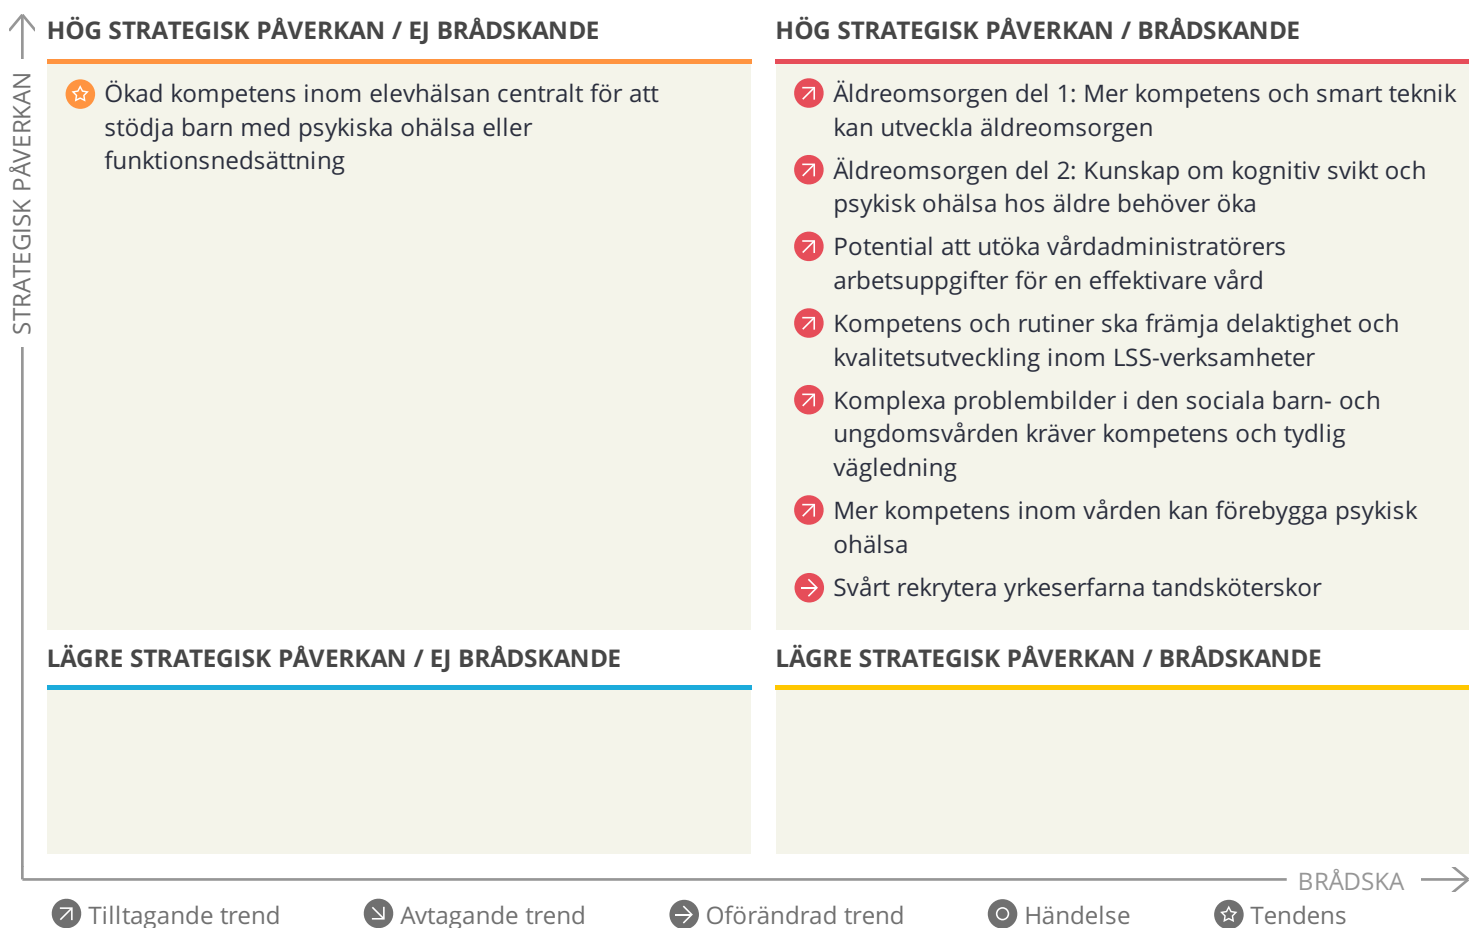 HÖG STRATEGISK PÅVERKAN / EJ BRÅDSKANDE
Ökad kompetens inom elevhälsan centralt för att
stödja barn med psykiska ohälsa eller
funktionsnedsättning
HÖG STRATEGISK PÅVERKAN / BRÅDSKANDE
Äldreomsorgen del 1: Mer kompetens och smart teknik
kan utveckla äldreomsorgen
Äldreomsorgen del 2: Kunskap om kognitiv svikt och
psykisk ohälsa hos äldre behöver öka
Potential att utöka vårdadministratörers
arbetsuppgifter för en effektivare vård
Kompetens och rutiner ska främja delaktighet och
kvalitetsutveckling inom LSS-verksamheter
Komplexa problembilder i den sociala barn- och
ungdomsvården kräver kompetens och tydlig
vägledning
Mer kompetens inom vården kan förebygga psykisk
ohälsa
Svårt rekrytera yrkeserfarna tandsköterskor
LÄGRE STRATEGISK PÅVERKAN / EJ BRÅDSKANDE
LÄGRE STRATEGISK PÅVERKAN / BRÅDSKANDE
STRATEGISK PÅVERKAN
BRÅDSKA
Tilltagande trend
Avtagande trend
Oförändrad trend
Händelse
Tendens